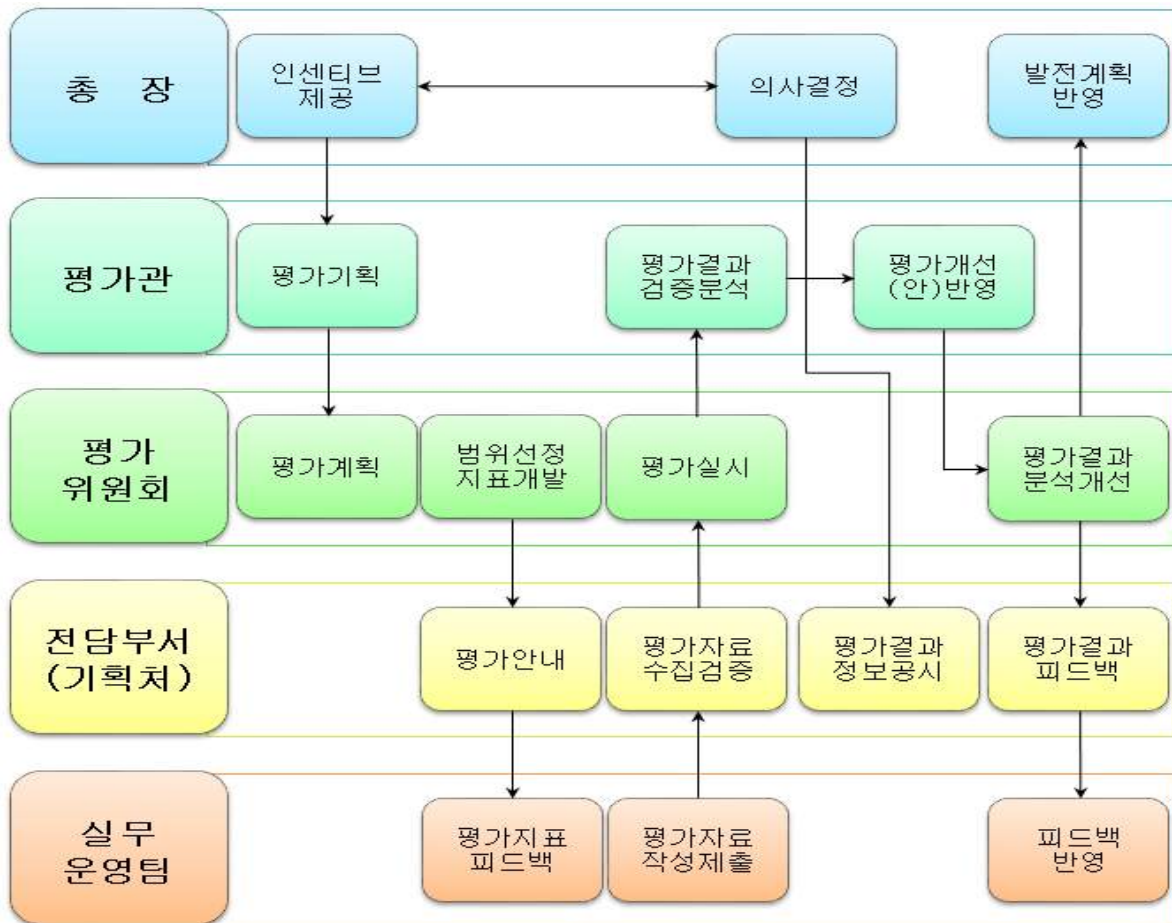 총 장
인센티브
제공
의사결정
발전계획
반영
평가관
평가기획
평가결과
검증분석
평가개선
(안)반영
평가
위원회
평가계획
범위선정
지표개발
평가실시
평가결과
분석개선
전담부서
(기획처)
평가안내
평가자료
수집검증
평가결과
정보공시
평가결과
피드백
실무
운영팀
평가지표
피드백
평가자료
작성제출
피드백
반영